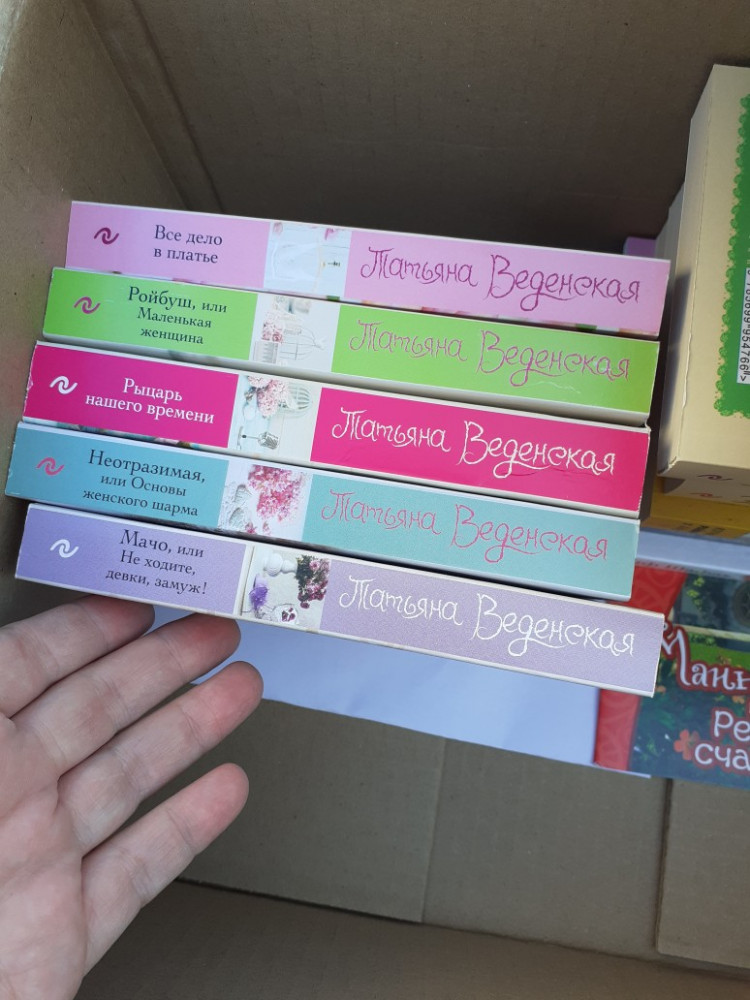 Все дело
в платье
Татьяна Веденская
Ройбуш, или
Маленькая
женщина
Татьяна Веденская
Рыцарь
нашего времени
Татьяна Веденская
Неотразимая,
или Основы
женского шарма
Татьяна Веденская
Мачо, или
Не ходите,
девки, замуж!
Татьяна Веденская